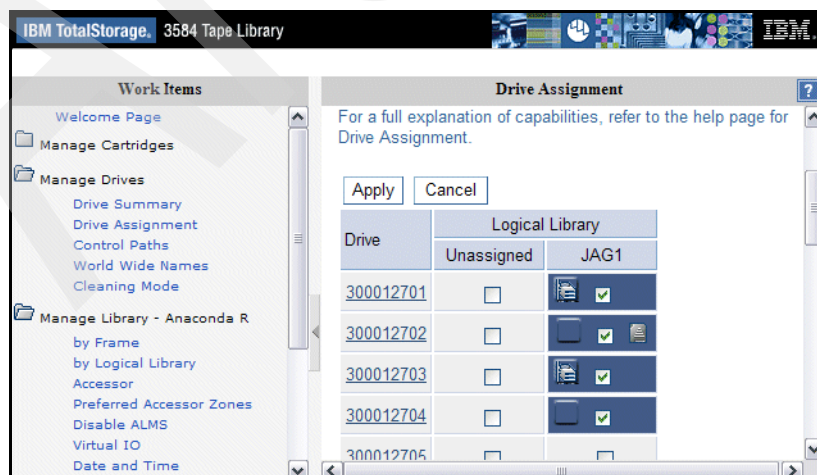 IBM TotalStorage. 3584 Tape Library
IBM.
Work Items
Welcome Page
Manage Cartridges
Manage Drives
Drive Summary
Drive Assignment
Control Paths
World Wide Names
Cleaning Mode
Manage Library - Anaconda R
by Frame
by Logical Library
Accessor
Preferred Accessor Zones
Disable ALMS
Virtual IO
Date and Time
Drive Assignment
?
For a full explanation of capabilities, refer to the help page for
Drive Assignment.
Apply Cancel
Drive
Logical Library
Unassigned JAG1
300012701
300012702
300012703
300012704
300012705